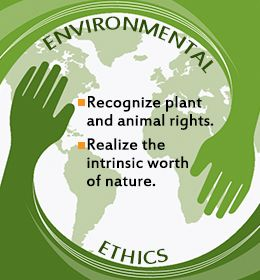 ENVIRONMENTAL
Recognize plant
and animal rights.
Realize the
intrinsic worth
of nature.
ETHICS